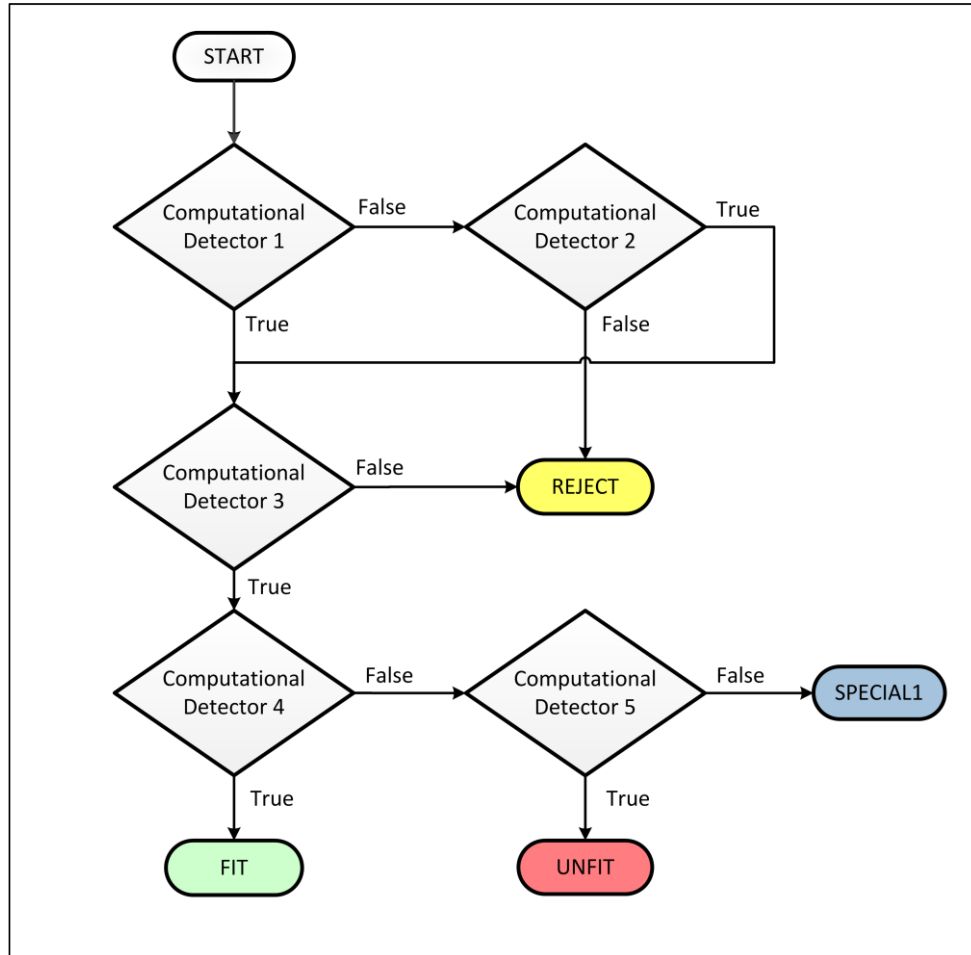 START
Computational
Detector 1
False
Computational
Detector 2
True
True
False
Computational
Detector 3
False
REJECT
True
Computational
Detector 4
False
Computational
Detector 5
False
SPECIAL1
True
True
FIT
UNFIT